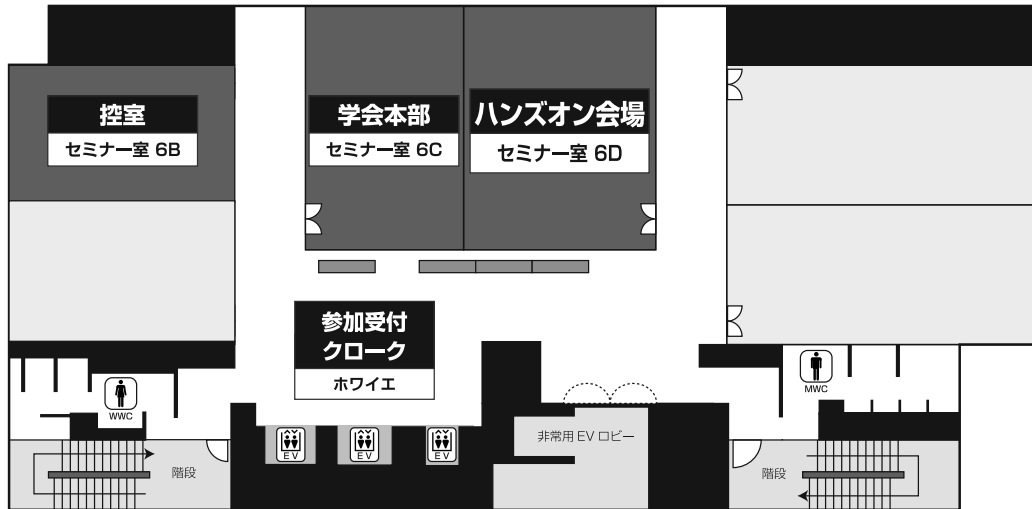 控室
セミナー室 6B
学会本部
セミナー室 6C
ハンズオン会場
セミナー室 6D
参加受付
クローク
ホワイエ
WWC
MWC
EV
EV
EV
非常用EVロビー
階段
階段